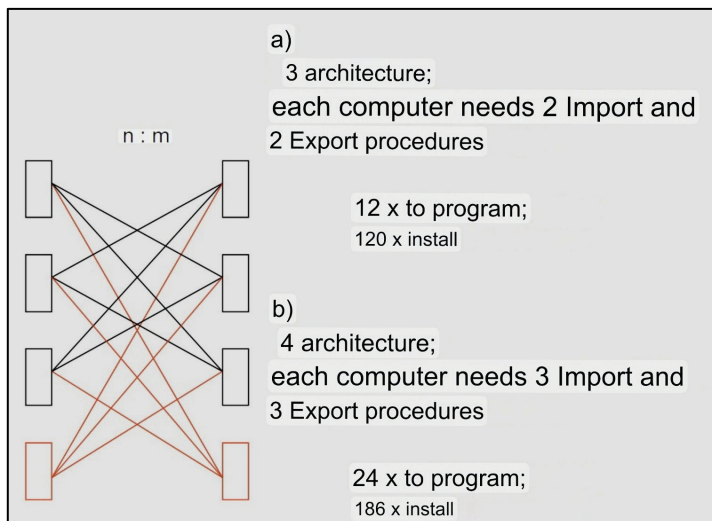 n : m
a)
3 architecture;
each computer needs 2 Import and
2 Export procedures
12 x to program;
120 x install
b)
4 architecture;
each computer needs 3 Import and
3 Export procedures
24 x to program;
186 x install